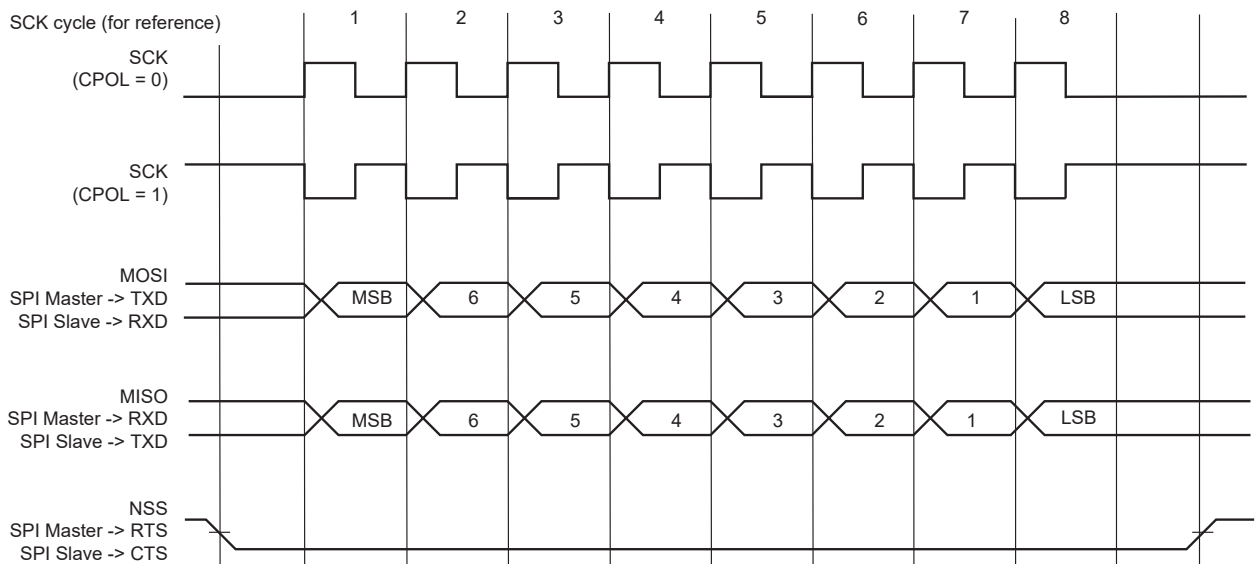 SCK cycle (for reference)
1 2 3 4 5 6 7 8
SCK
(CPOL = 0)
SCK
(CPOL = 1)
MOSI
SPI Master -> TXD
SPI Slave -> RXD
MSB 6 5 4 3 2 1 LSB
MISO
SPI Master -> RXD
SPI Slave -> TXD
MSB 6 5 4 3 2 1 LSB
NSS
SPI Master -> RTS
SPI Slave -> CTS